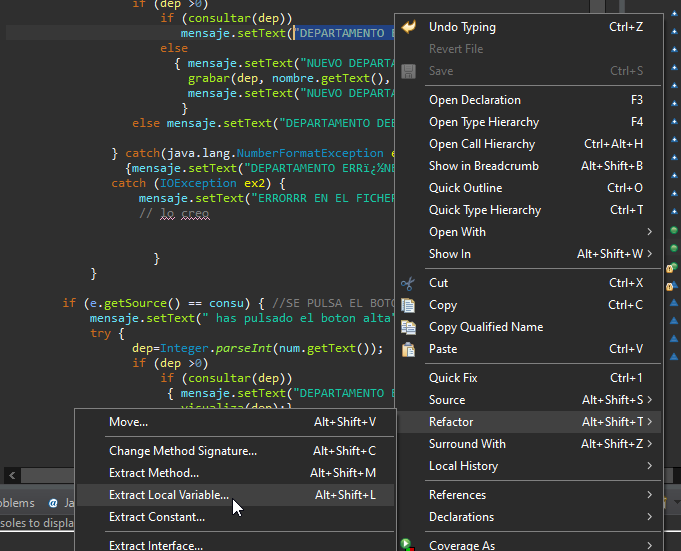 if (dep >0)
if (consultar(dep))
mensaje.setText("DEPARTAMENTO
else
{ mensaje.setText("NUEVO DEPARTA
grabar(dep, nombre.getText(),
mensaje.setText("NUEVO DEPARTA
}
else mensaje.setText("DEPARTAMENTO DEB
} catch(java.lang.NumberFormatException e
{mensaje.setText("DEPARTAMENTO ERRï¿½NE
catch (IOException ex2) {
mensaje.setText("ERRORRR EN EL FICHER
// lo creo
}
}
if (e.getSource() == consu) { //SE PULSA EL BOTO
mensaje.setText(" has pulsado el boton alta"
try {
dep=Integer.parseInt(num.getText());
if (dep >0)
if (consultar(dep))
{ mensaje.setText("DEPARTAMENTO E
visualiza(dep);}
Undo Typing Ctrl+Z
Revert File
Save Ctrl+S
Open Declaration F3
Open Type Hierarchy F4
Open Call Hierarchy Ctrl+Alt+H
Show in Breadcrumb Alt+Shift+B
Quick Outline Ctrl+O
Quick Type Hierarchy Ctrl+T
Open With
Show In Alt+Shift+W
Cut Ctrl+X
Copy Ctrl+C
Copy Qualified Name
Paste Ctrl+V
Quick Fix Ctrl+1
Source Alt+Shift+S
Refactor Alt+Shift+T
Surround With Alt+Shift+Z
Local History
References
Declarations
Coverage As
Move... Alt+Shift+V
Change Method Signature... Alt+Shift+C
Extract Method... Alt+Shift+M
Extract Local Variable... Alt+Shift+L
Extract Constant...
Extract Interface...
oblems @ Ja
soles to displa